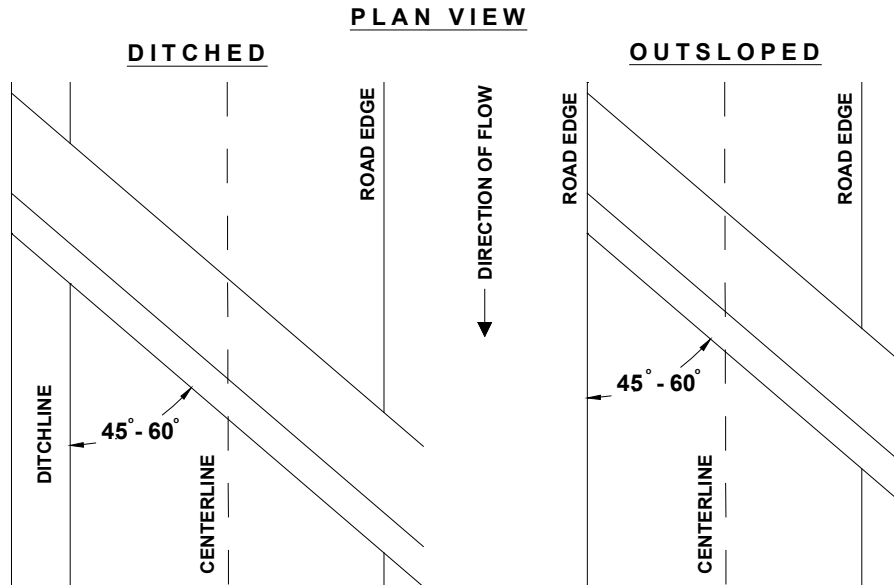 PLAN VIEW
DITCHED
OUTSLOPED
ROAD EDGE
DIRECTION OF FLOW
ROAD EDGE
ROAD EDGE
45° - 60°
45° - 60°
DITCHLINE
CENTERLINE
CENTERLINE